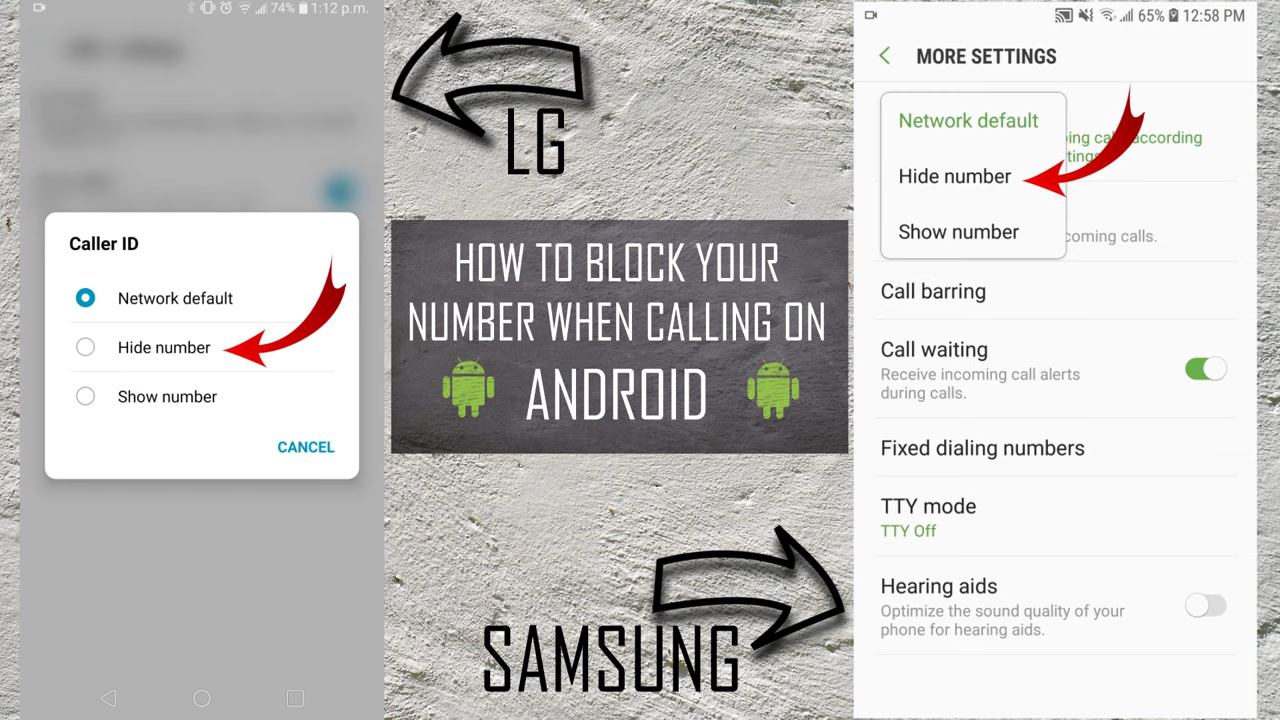 74% 1:12 p.m.
Caller ID
Network default
Hide number
Show number
CANCEL
LG
HOW TO BLOCK YOUR
NUMBER WHEN CALLING ON
ANDROID
SAMSUNG
65% 12:58 PM
MORE SETTINGS
Network default
Hide number
Show number
according
coming calls.
Call barring
Call waiting
Receive incoming call alerts
during calls.
Fixed dialing numbers
TTY mode
TTY Off
Hearing aids
Optimize the sound quality of your
phone for hearing aids.